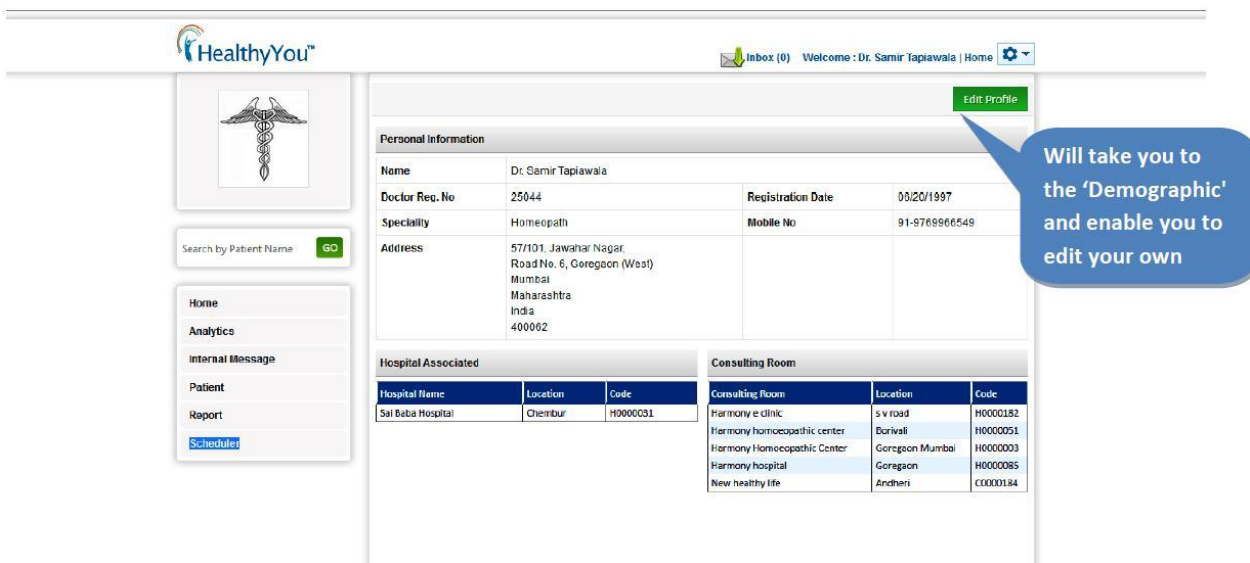 HealthyYou™
Inbox (0) Welcome : Dr. Samir Tapiawala | Home
Edit Profile
Will take you to
the ‘Demographic'
and enable you to
edit your own
Search by Patient Name GO
Home
Analytics
Internal Message
Patient
Report
Scheduler
Personal Information
Name Dr. Samir Tapiawala
Doctor Reg. No 25044 Registration Date 06/20/1997
Speciality Homeopath Mobile No 91-9769966549
Address 57/101, Jawahar Nagar,
Road No. 6, Goregaon (West)
Mumbai
Maharashtra
India
400062
Hospital Associated
Hospital Name Location Code
Sai Baba Hospital Chembur H0000031
Consulting Room
Consulting Room Location Code
Harmony e clinic s v road H0000182
Harmony homoeopathic center Borivali H0000051
Harmony Homoeopathic Center Goregaon Mumbai H0000003
Harmony hospital Goregaon H0000085
New healthy life Andheri C0000184